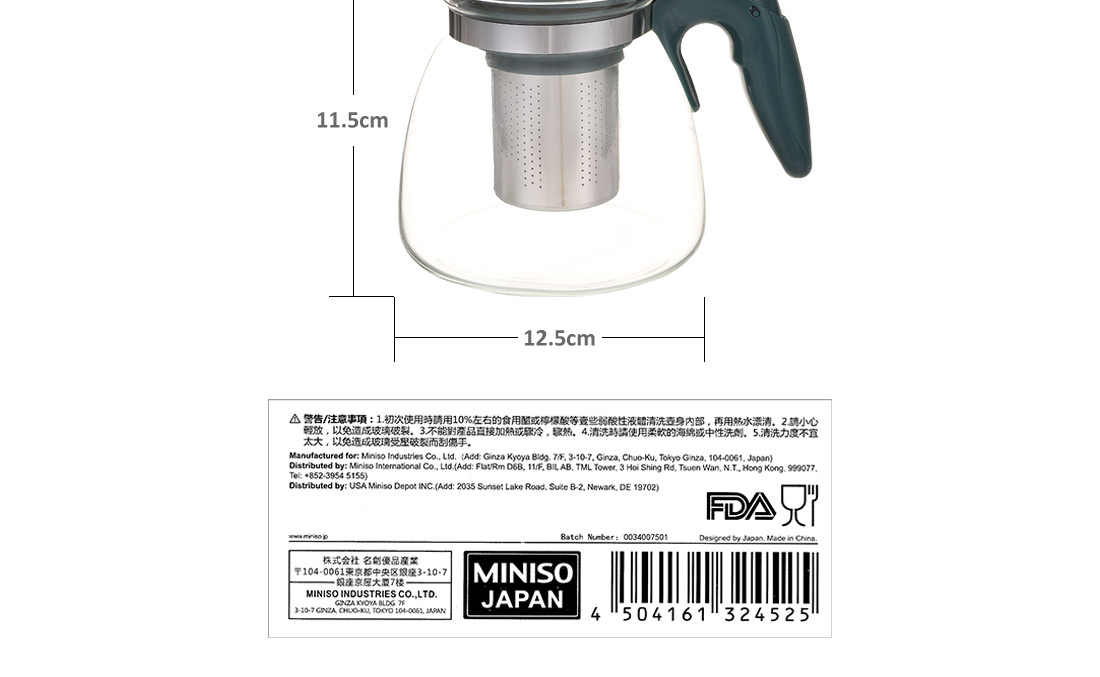 11.5cm
12.5cm
⚠ 警告/注意事項：1.初次使用時請用10%左右的食用醋或檸檬酸等壹些弱酸性液體清洗壺身內部，再用熱水漂清。2.請小心
輕放，以免造成玻璃破裂。3.不能對產品直接加熱或驟冷，驟熱。4.清洗時請使用柔軟的海綿或中性洗劑。5.清洗力度不宜
太大，以免造成玻璃受壓破裂而刮傷手。
Manufactured for: Miniso Industries Co., Ltd. (Add: Ginza Kyoya Bldg. 7/F, 3-10-7, Ginza, Chuo-Ku, Tokyo Ginza, 104-0061, Japan)
Distributed by: Miniso International Co., Ltd.(Add: Flat/Rm D6B, 11/F, BIL AB, TML Tower, 3 Hoi Shing Rd, Tsuen Wan, N.T., Hong Kong. 999077,
Tel: +852-3954 5155)
Distributed by: USA Miniso Depot INC.(Add: 2035 Sunset Lake Road, Suite B-2, Newark, DE 19702)
FDA
www.miniso.jp
Batch Number: 0034007501
Designed by Japan. Made in China.
株式会社 名創優品産業
〒104-0061東京都中央区銀座3-10-7
銀座京屋大厦7楼
MINISO INDUSTRIES CO.,LTD.
GINZA KYOYA BLDG. 7F
3-10-7 GINZA, CHUO-KU, TOKYO 104-0061, JAPAN
MINISO
JAPAN
4 504161 324525